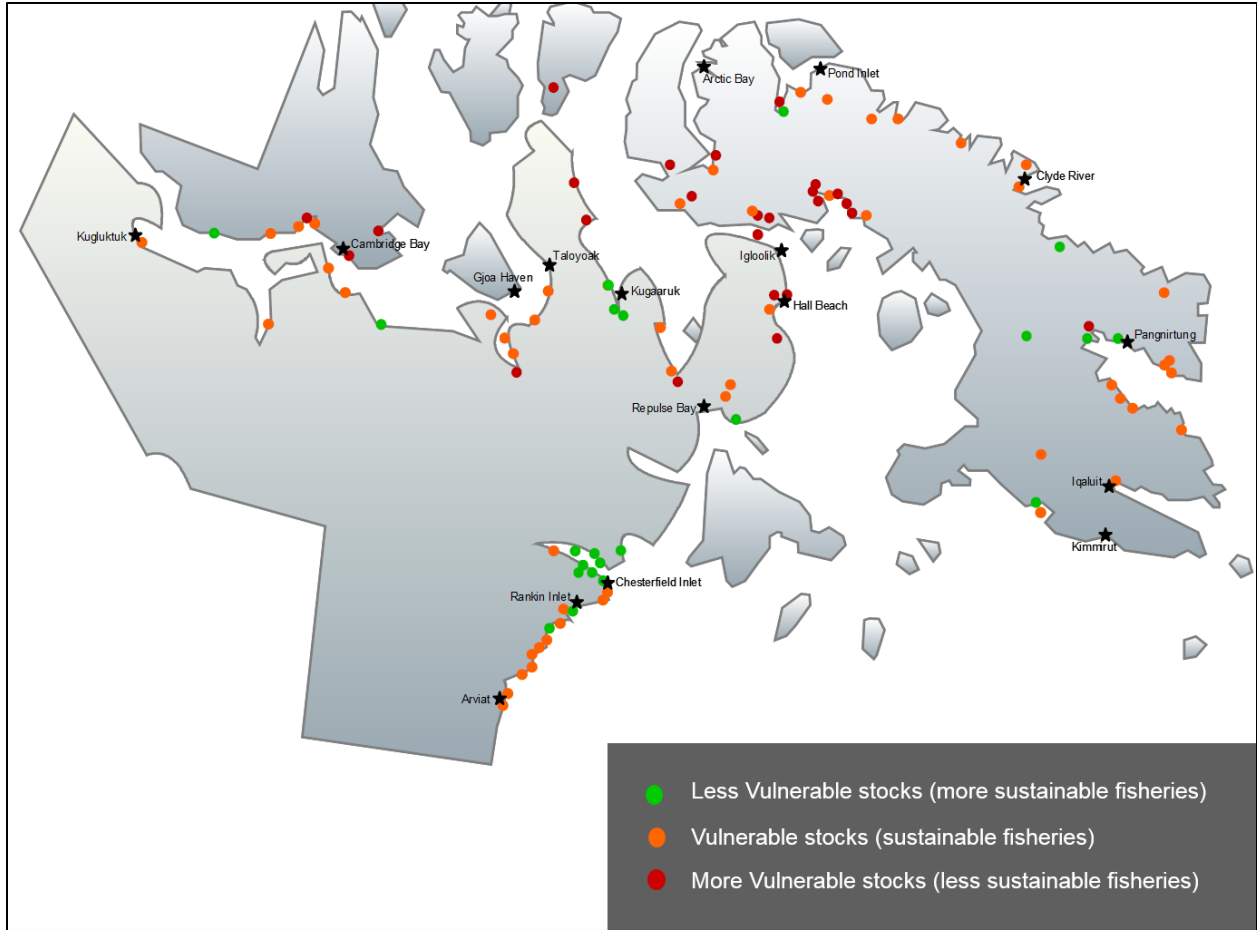 Arctic Bay
Pond Inlet
Clyde River
Kugluktuk
Cambridge Bay
Taloyoak
Igloolik
Gjoa Haven
Kugaaruk
Hall Beach
Pangnirtung
Repulse Bay
Iqaluit
Kimmirut
Chesterfield Inlet
Rankin Inlet
Arviat
Less Vulnerable stocks (more sustainable fisheries)
Vulnerable stocks (sustainable fisheries)
More Vulnerable stocks (less sustainable fisheries)